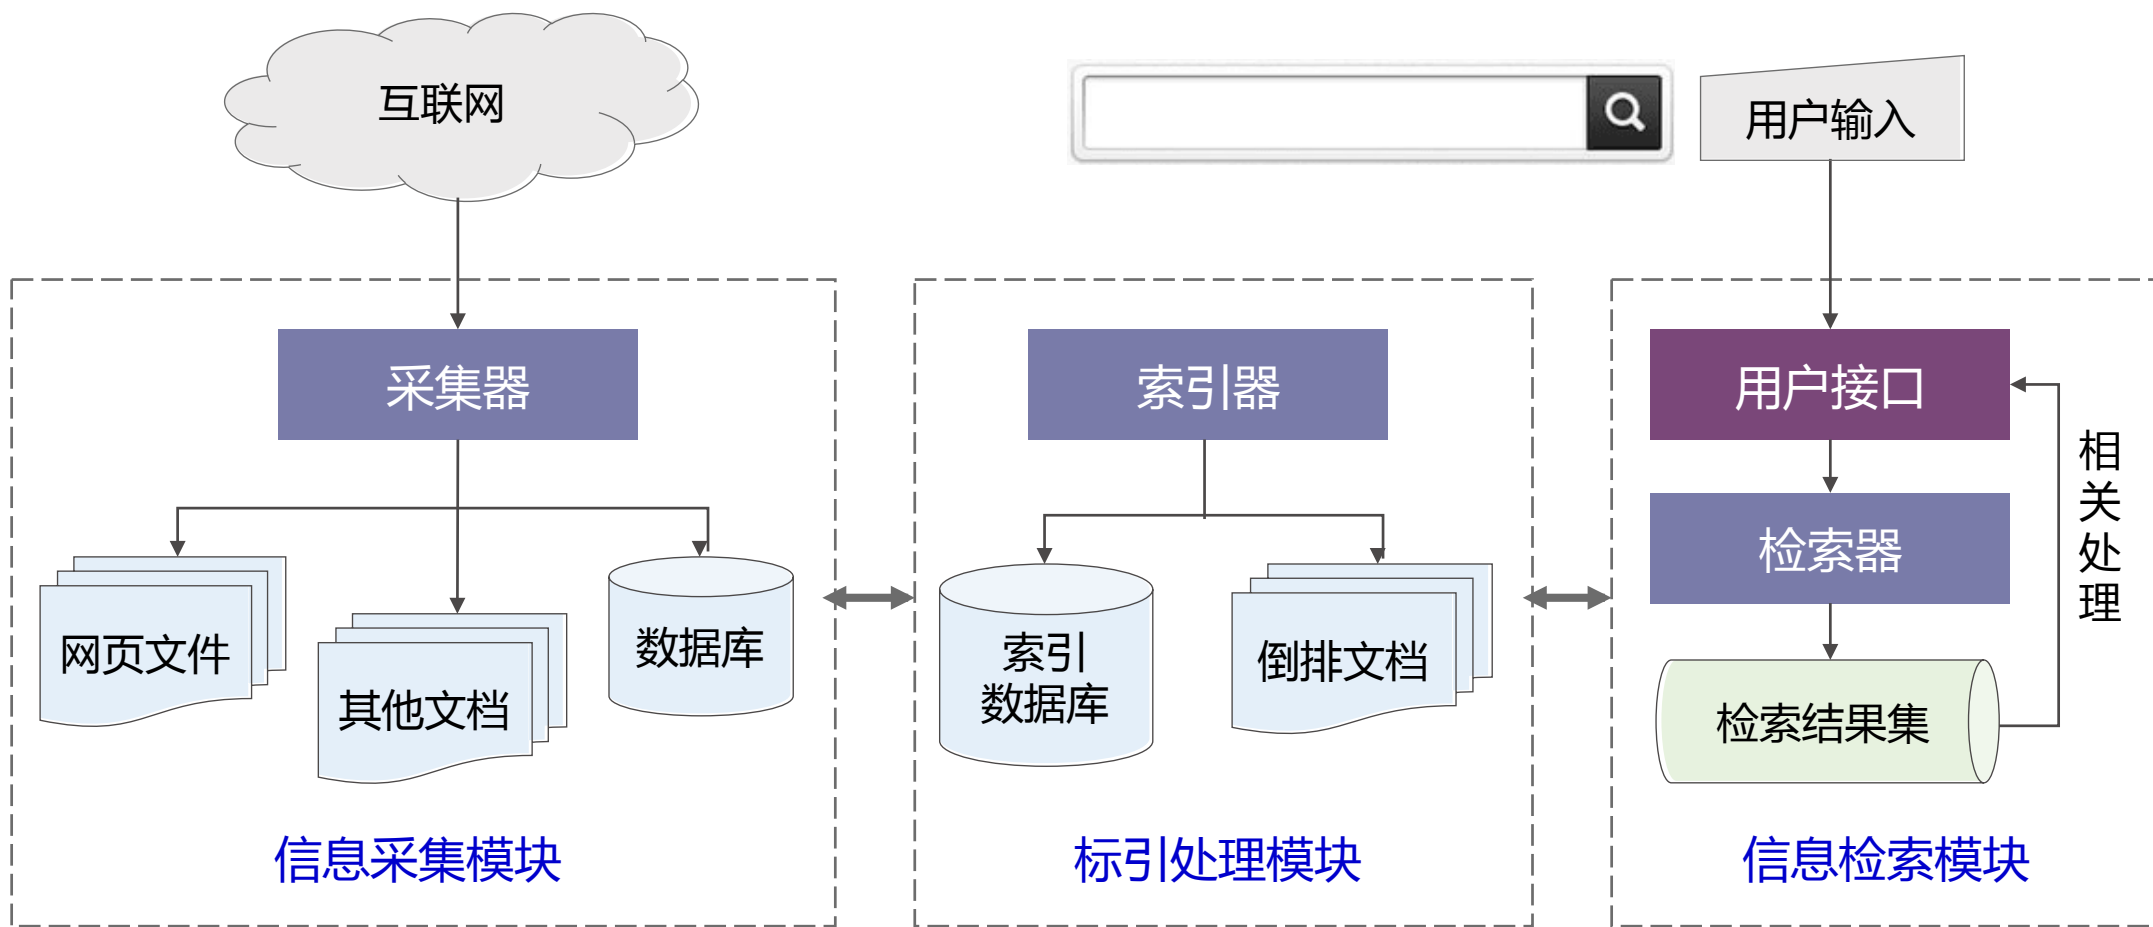 互联网
用户输入
采集器
网页文件
其他文档
数据库
信息采集模块
索引器
索引
数据库
倒排文档
标引处理模块
用户接口
检索器
检索结果集
相关处理
信息检索模块